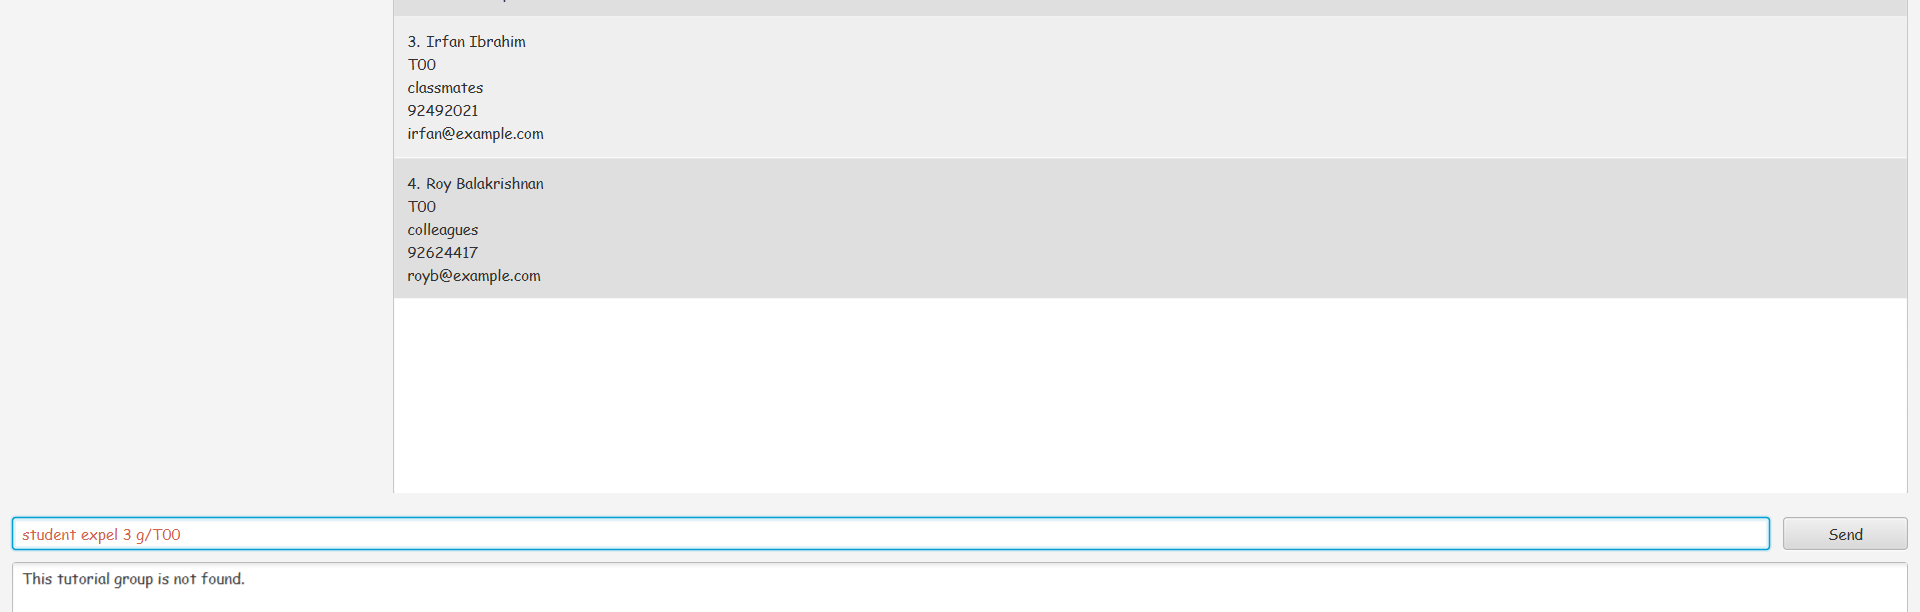 3. Irfan Ibrahim
T00
classmates
92492021
irfan@example.com
4. Roy Balakrishnan
T00
colleagues
92624417
royb@example.com
student expel 3 g/T00
Send
This tutorial group is not found.